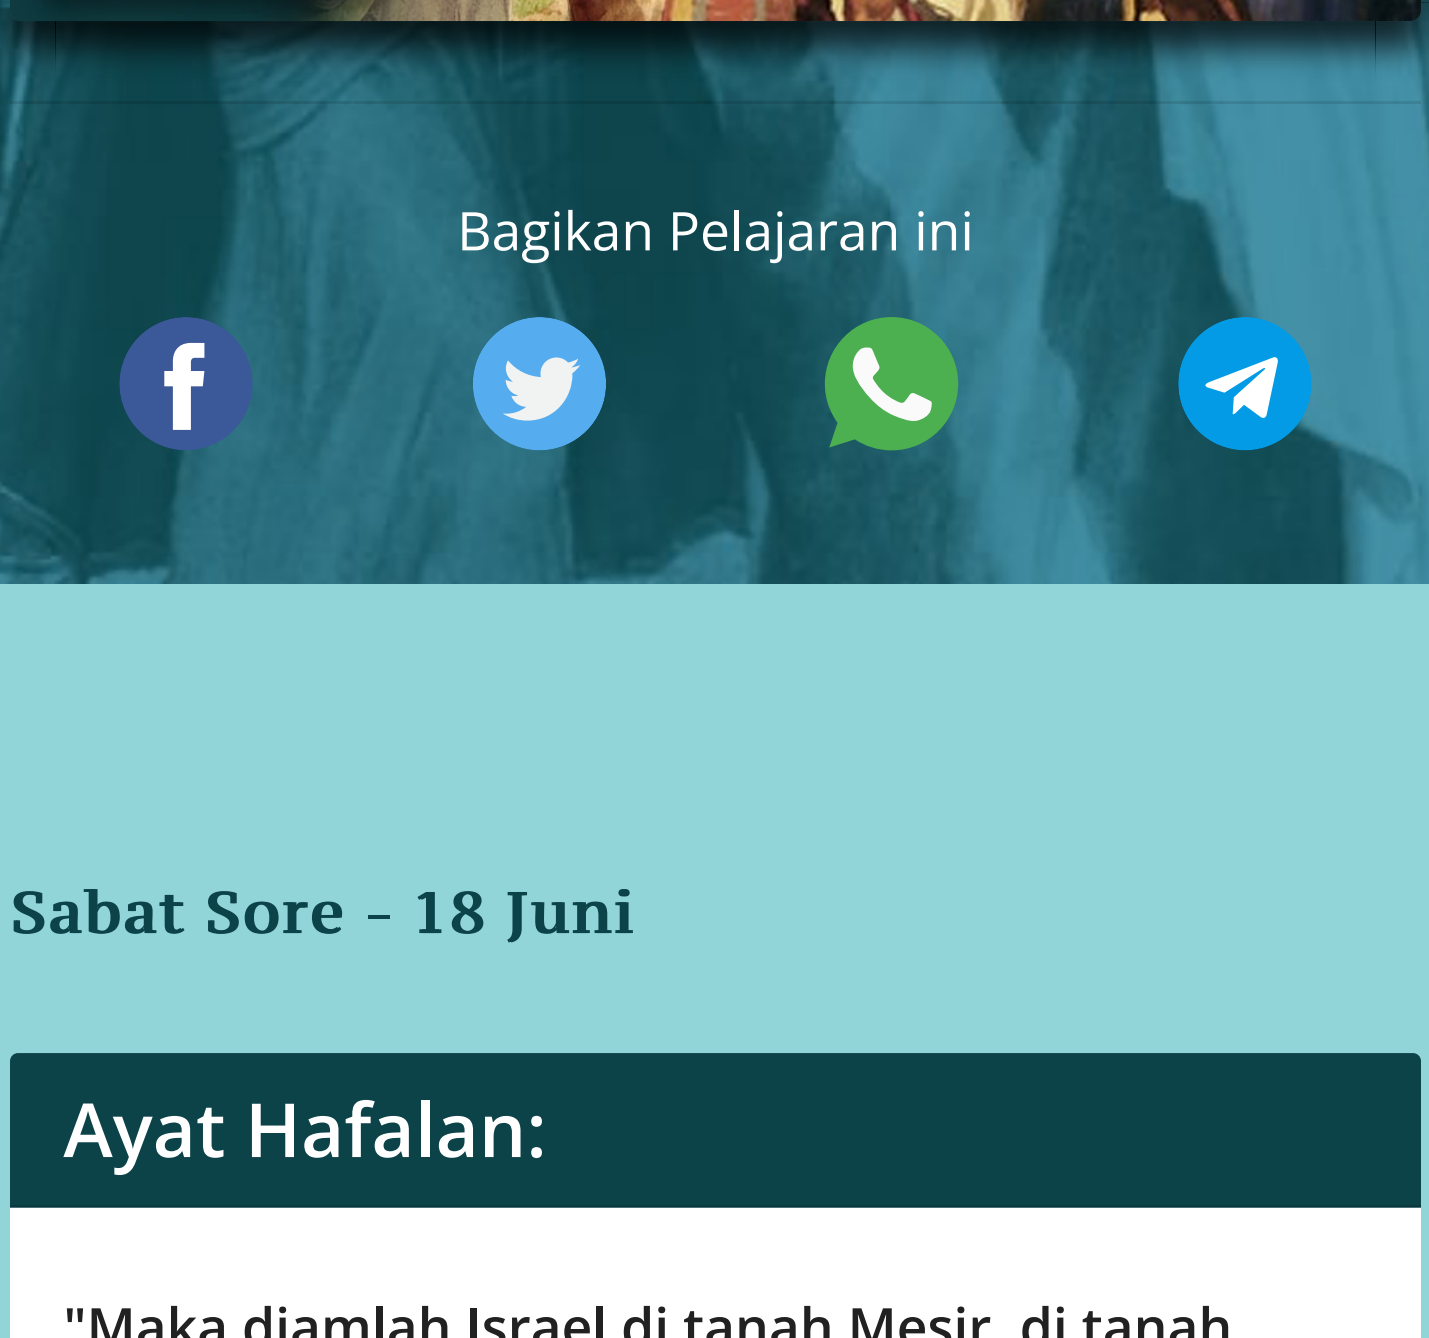 Bagikan Pelajaran ini
Sabat Sore – 18 Juni
Ayat Hafalan:
"Maka diamlah Israel di tanah Mesir, di tanah